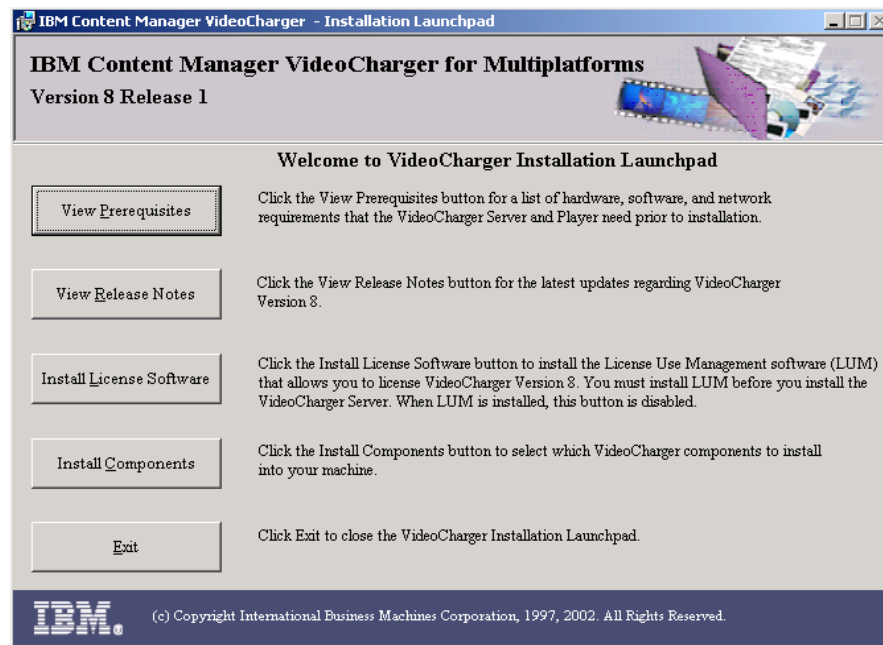 IBM Content Manager VideoCharger - Installation Launchpad
IBM Content Manager VideoCharger for Multiplatforms
Version 8 Release 1
Welcome to VideoCharger Installation Launchpad
View Prerequisites
Click the View Prerequisites button for a list of hardware, software, and network
requirements that the VideoCharger Server and Player need prior to installation.
View Release Notes
Click the View Release Notes button for the latest updates regarding VideoCharger
Version 8.
Install License Software
Click the Install License Software button to install the License Use Management software (LUM)
that allows you to license VideoCharger Version 8. You must install LUM before you install the
VideoCharger Server. When LUM is installed, this button is disabled.
Install Components
Click the Install Components button to select which VideoCharger components to install
into your machine.
Exit
Click Exit to close the VideoCharger Installation Launchpad.
IBM®
(c) Copyright International Business Machines Corporation, 1997, 2002. All Rights Reserved.